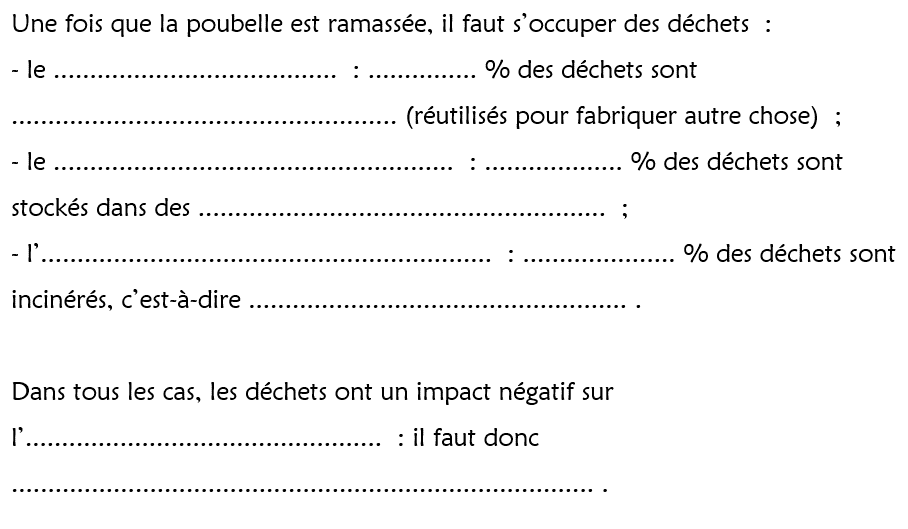 Une fois que la poubelle est ramassée, il faut s’occuper des déchets  :
- le .......................................  : ............... % des déchets sont
..................................................... (réutilisés pour fabriquer autre chose)  ;
- le .......................................................  : ................... % des déchets sont
stockés dans des ........................................................  ;
- l’..............................................................  : ..................... % des déchets sont
incinérés, c’est-à-dire .................................................... .
Dans tous les cas, les déchets ont un impact négatif sur
l’.................................................  : il faut donc
................................................................................ .